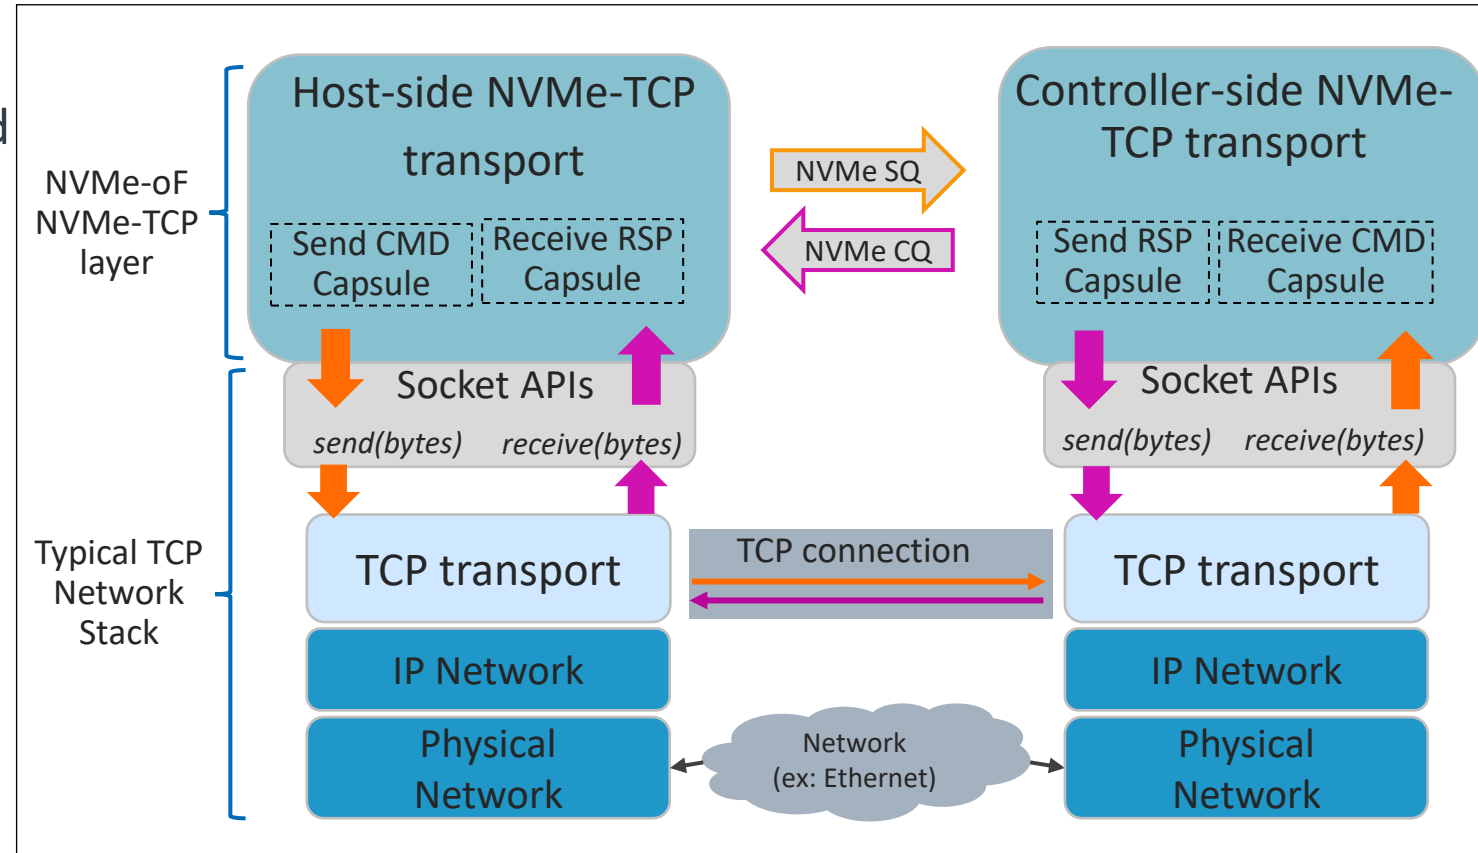 d
NVMe-oF
NVMe-TCP
layer
Typical TCP
Network
Stack
Host-side NVMe-TCP
transport
Send CMD
Capsule
Receive RSP
Capsule
NVMe SQ
NVMe CQ
Controller-side NVMe-
TCP transport
Send RSP
Capsule
Receive CMD
Capsule
Socket APIs
send(bytes)
receive(bytes)
Socket APIs
send(bytes)
receive(bytes)
TCP transport
TCP connection
TCP transport
IP Network
IP Network
Physical
Network
Network
(ex: Ethernet)
Physical
Network